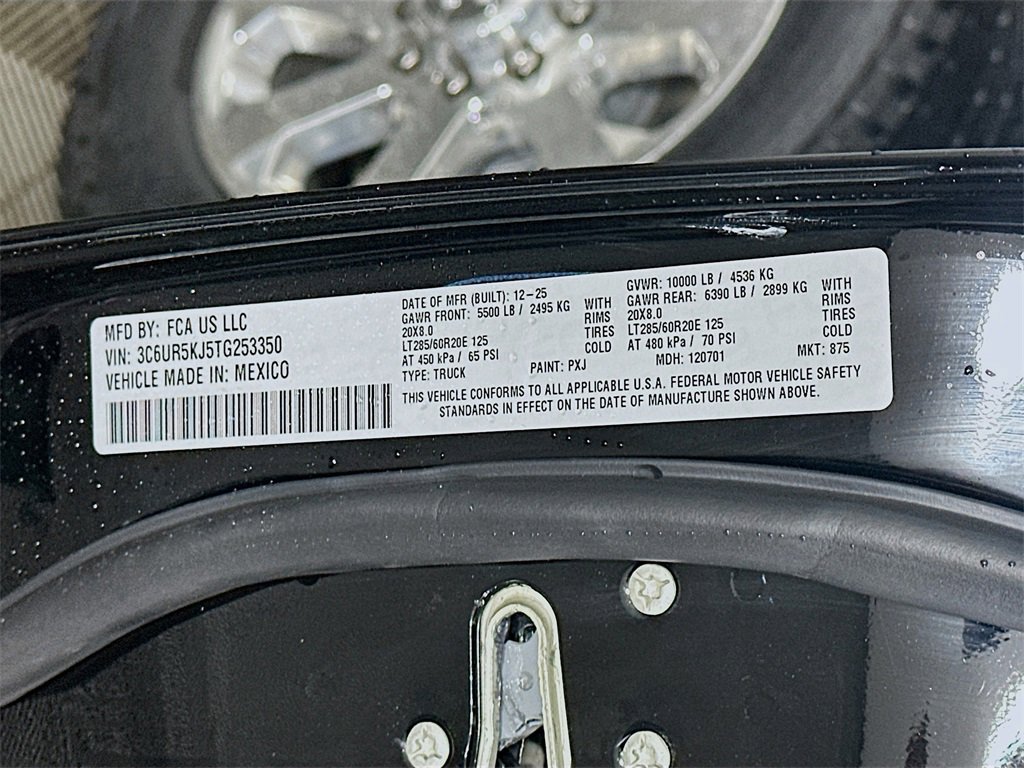 MFD BY: FCA US LLC
VIN: 3C6UR5KJ5TG253350
VEHICLE MADE IN: MEXICO
DATE OF MFR (BUILT): 12-25
GAWR FRONT: 5500 LB / 2495 KG WITH
20X8.0 RIMS
LT285/60R20E 125 TIRES
AT 450 kPa / 65 PSI COLD
TYPE: TRUCK PAINT: PXJ
GVWR: 10000 LB / 4536 KG
GAWR REAR: 6390 LB / 2899 KG WITH
20X8.0 RIMS
LT285/60R20E 125 TIRES
AT 480 kPa / 70 PSI COLD
MDH: 120701 MKT: 875
THIS VEHICLE CONFORMS TO ALL APPLICABLE U.S.A. FEDERAL MOTOR VEHICLE SAFETY
STANDARDS IN EFFECT ON THE DATE OF MANUFACTURE SHOWN ABOVE.